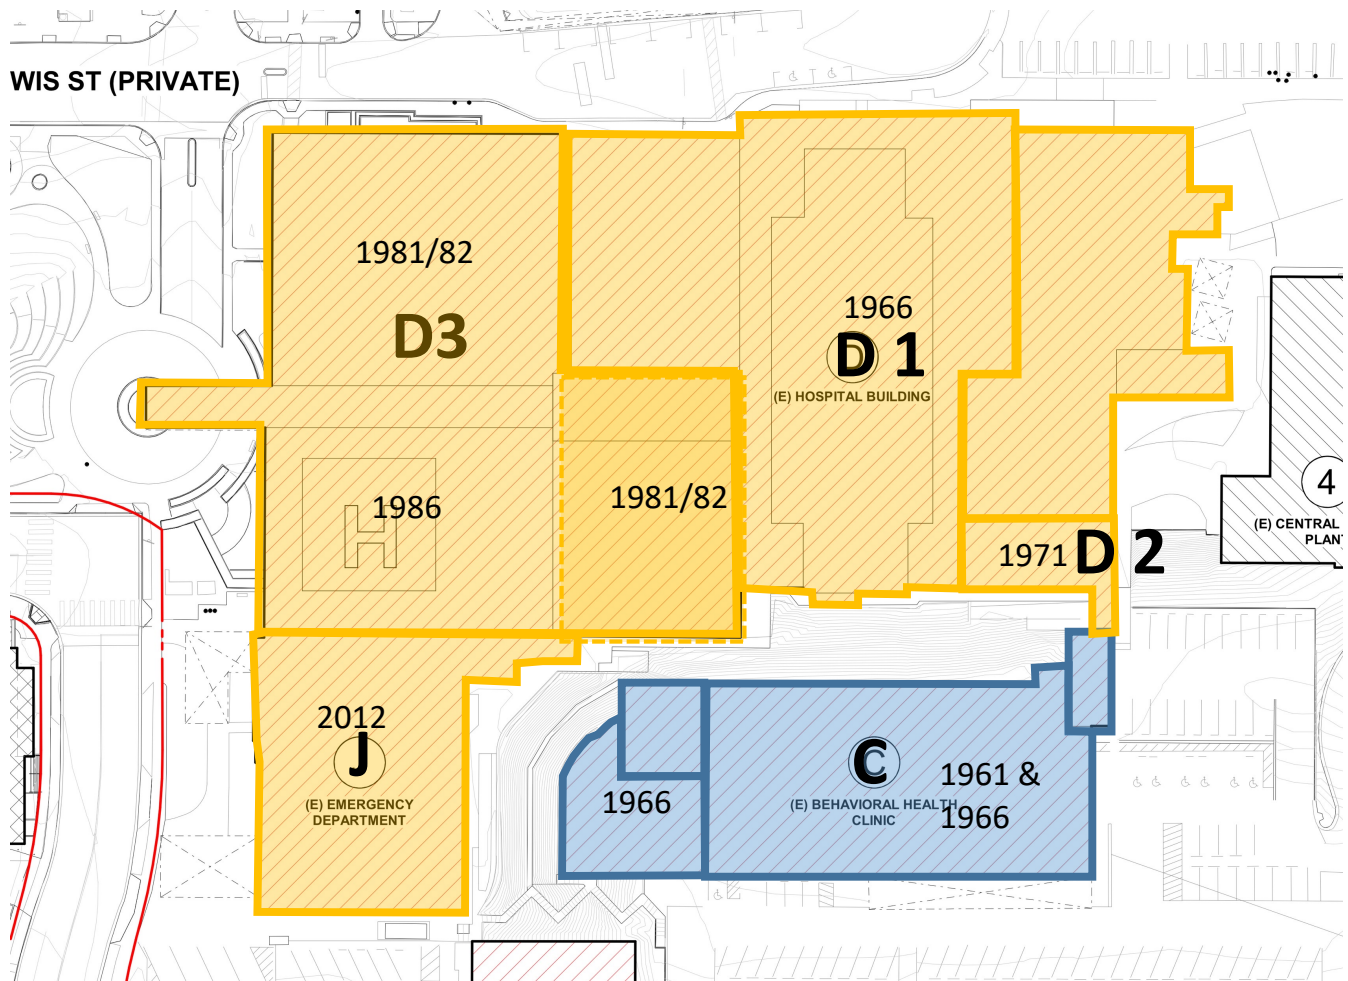 WIS ST (PRIVATE)
1981/82
D3
1966
D 1
(E) HOSPITAL BUILDING
1986
H
1981/82
4
(E) CENTRAL
PLAN
1971 D 2
2012
J
(E) EMERGENCY
DEPARTMENT
1966
C
(E) BEHAVIORAL HEALTH
CLINIC
1961 &
1966